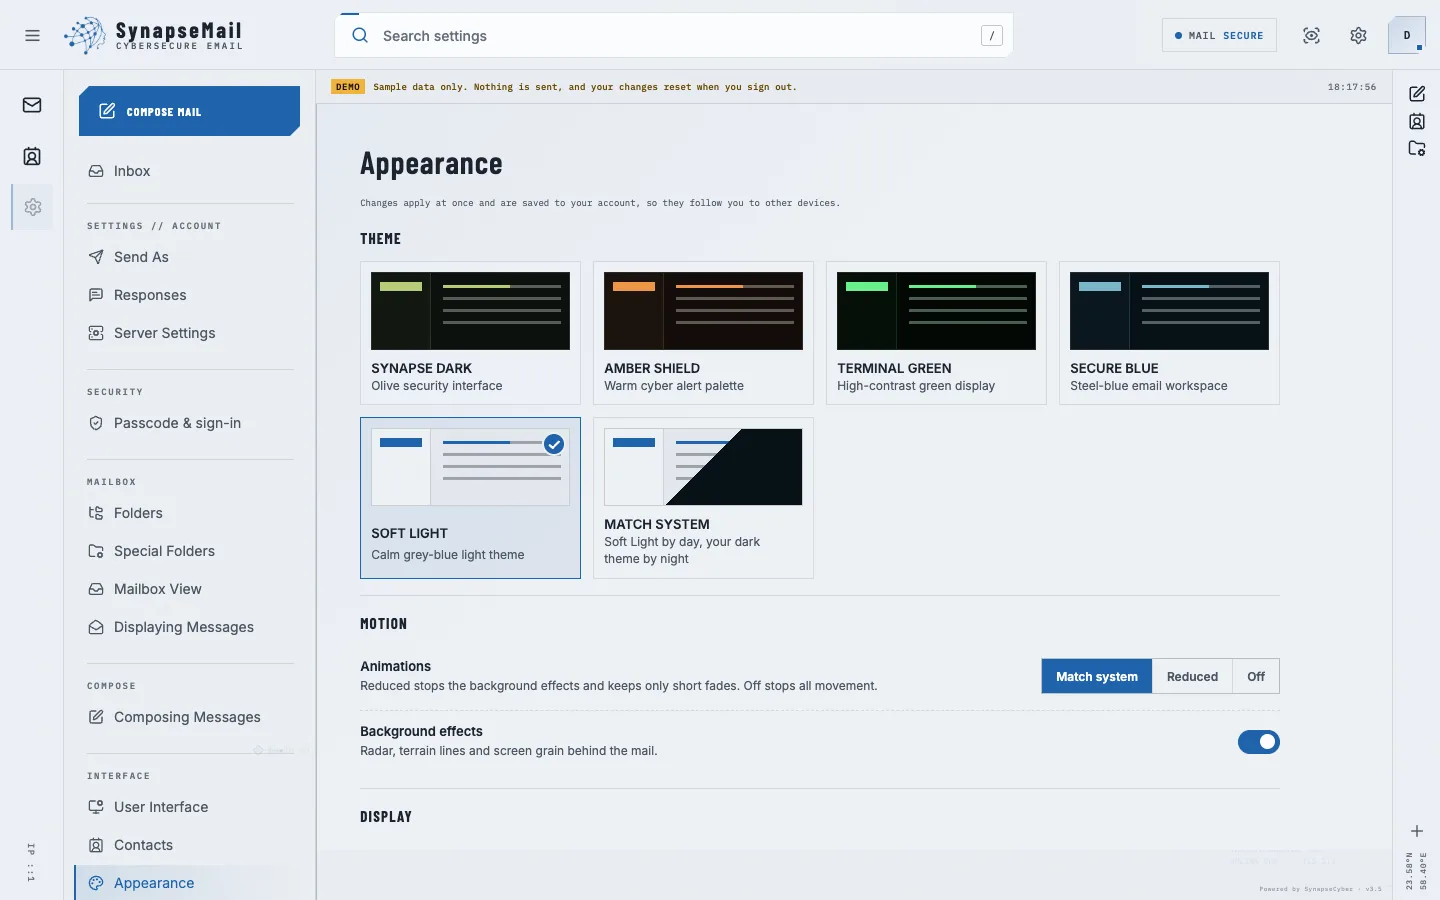 SynapseMail
CYBERSECURE EMAIL
Search settings
/
MAIL SECURE
D
COMPOSE MAIL
Inbox
SETTINGS // ACCOUNT
Send As
Responses
Server Settings
SECURITY
Passcode & sign-in
MAILBOX
Folders
Special Folders
Mailbox View
Displaying Messages
COMPOSE
Composing Messages
INTERFACE
User Interface
Contacts
Appearance
IP ::1
DEMO Sample data only. Nothing is sent, and your changes reset when you sign out.
18:17:56
Appearance
Changes apply at once and are saved to your account, so they follow you to other devices.
THEME
SYNAPSE DARK
Olive security interface
AMBER SHIELD
Warm cyber alert palette
TERMINAL GREEN
High-contrast green display
SECURE BLUE
Steel-blue email workspace
SOFT LIGHT
Calm grey-blue light theme
MATCH SYSTEM
Soft Light by day, your dark
theme by night
MOTION
Animations
Reduced stops the background effects and keeps only short fades. Off stops all movement.
Match system
Reduced
Off
Background effects
Radar, terrain lines and screen grain behind the mail.
DISPLAY
Powered by SynapseCyber · v3.5
23.58°N
58.40°E